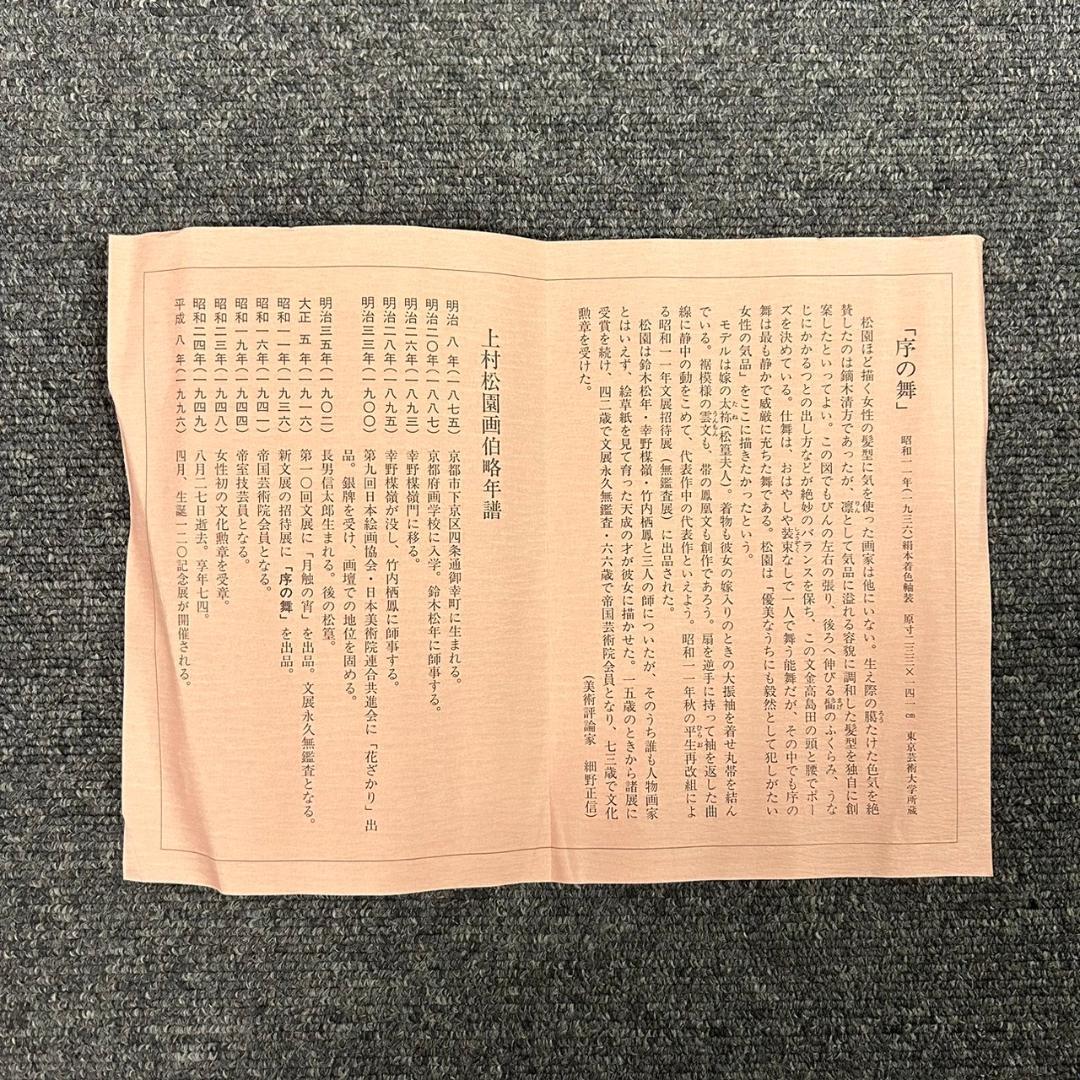 「序の舞」 昭和一一年(一九三六)絹本着色軸装 原寸二三三×一四一㎝ 東京芸術大学所蔵
松園ほど描く女性の髪型に気を使った画家は他にいない。生え際の﨟たけた色気を絶
賛したのは鏑木清方であったが、凛として気品に溢れる容貌に調和した髪型を独自に創
案したといってよい。この図でもびんの左右の張り、後ろへ伸びる髷のふくらみ、うな
じにかかるつとの出し方などが絶妙のバランスを保ち、この文金高島田の頭と腰でポー
ズを決めている。仕舞は、おはやしや装束なしで一人で舞う能舞だが、その中でも序の
舞は最も静かで威厳に充ちた舞である。松園は「優美なうちにも毅然として犯しがたい
女性の気品」をここに描きたかったという。
モデルは嫁の太祢(松篁夫人)。着物も彼女の嫁入りのときの大振袖を着せ丸帯を結ん
でいる。裾模様の雲文も、帯の鳳凰文も創作であろう。扇を逆手に持って袖を返した曲
線に静中の動をこめて、代表作中の代表作といえよう。昭和一一年秋の平生再改組によ
る昭和一一年文展招待展(無鑑査展)に出品された。
松園は鈴木松年・幸野楳嶺・竹内栖鳳と三人の師についたが、そのうち誰も人物画家
とはいえず、絵草紙を見て育った天成の才が彼女に描かせた。一五歳のときから諸展に
受賞を続け、四二歳で文展永久無鑑査・六六歳で帝国芸術院会員となり、七三歳で文化
勲章を受けた。
(美術評論家 細野正信)
上村松園画伯略年譜
明治 八年(一八七五) 京都市下京区四条通御幸町に生まれる。
明治二〇年(一八八七) 京都府画学校に入学。鈴木松年に師事する。
明治二六年(一八九三) 幸野楳嶺門に移る。
明治二八年(一八九五) 幸野楳嶺が没し、竹内栖鳳に師事する。
明治三三年(一九〇〇) 第九回日本絵画協会・日本美術院連合共進会に「花ざかり」出
品。銀牌を受け、画壇での地位を固める。
明治三五年(一九〇二) 長男信太郎生まれる。後の松篁。
大正 五年(一九一六) 第一〇回文展に「月触の宵」を出品。文展永久無鑑査となる。
昭和一一年(一九三六) 新文展の招待展に「序の舞」を出品。
昭和一六年(一九四一) 帝国芸術院会員となる。
昭和一九年(一九四四) 帝室技芸員となる。
昭和二三年(一九四八) 女性初の文化勲章を受章。
昭和二四年(一九四九) 八月二七日逝去。享年七四。
平成 八年(一九九六) 四月、生誕一二〇記念展が開催される。